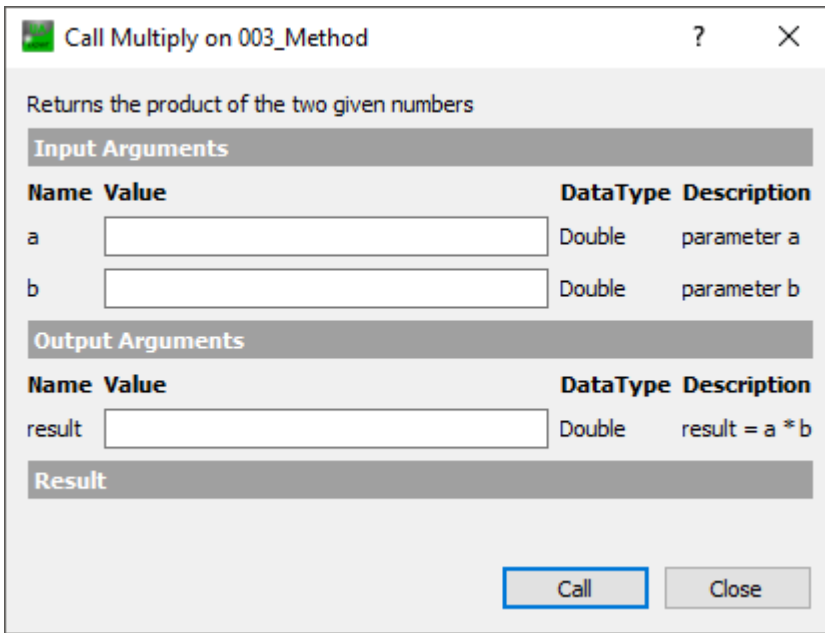 Call Multiply on 003_Method ?
Returns the product of the two given numbers
Input Arguments
Name Value DataType Description
a Double parameter a
b Double parameter b
Output Arguments
Name Value DataType Description
result Double result = a * b
Result
Call Close